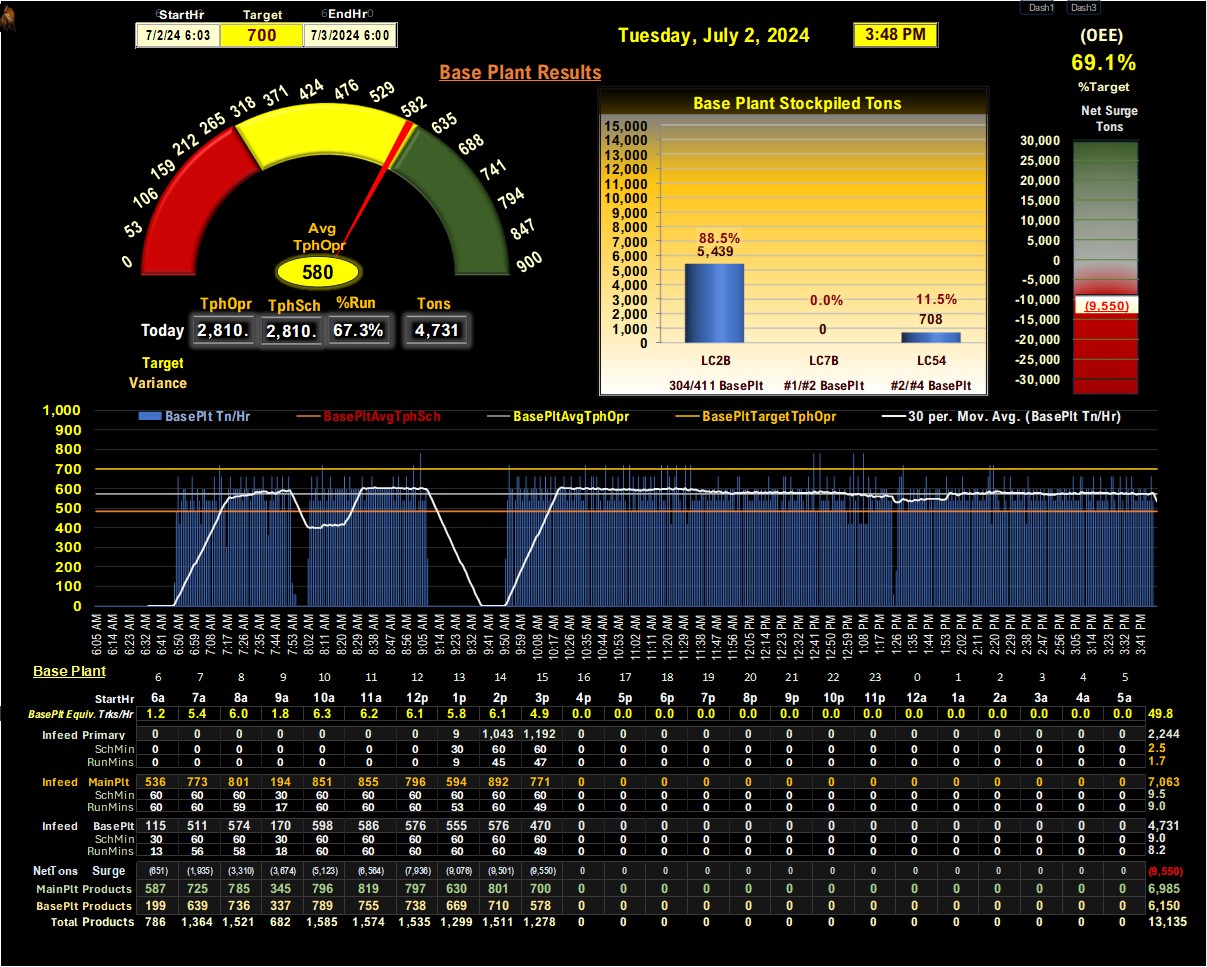 Dash1 Dash3
StartHr Target EndHr
7/2/24 6:03 700 7/3/2024 6:00
Tuesday, July 2, 2024 3:48 PM
(OEE)
69.1%
%Target
Net Surge
Tons
Base Plant Results
0 53 106 159 212 265 318 371 424 476 529 582 635 688 741 794 847 900
Avg
TphOpr
580
TphOpr TphSch %Run Tons
Today 2,810. 2,810. 67.3% 4,731
Target
Variance
Base Plant Stockpiled Tons
15,000
14,000
13,000
12,000
11,000
10,000
9,000
8,000
7,000
6,000
5,000
4,000
3,000
2,000
1,000
0
88.5% 0.0% 11.5%
5,439 0 708
LC2B LC7B LC54
304/411 BasePlt #1/#2 BasePlt #2/#4 BasePlt
30,000
25,000
20,000
15,000
10,000
5,000
0
-5,000
-10,000
-15,000
-20,000
-25,000
-30,000
(9,550)
BasePlt Tn/Hr BasePltAvgTphSch BasePltAvgTphOpr BasePltTargetTphOpr 30 per. Mov. Avg. (BasePlt Tn/Hr)
1,000
900
800
700
600
500
400
300
200
100
0
6:05 AM 6:14 AM 6:23 AM 6:32 AM 6:41 AM 6:50 AM 6:59 AM 7:08 AM 7:17 AM 7:26 AM 7:35 AM 7:44 AM 7:53 AM 8:02 AM 8:11 AM 8:20 AM 8:29 AM 8:38 AM 8:47 AM 8:56 AM 9:05 AM 9:14 AM 9:23 AM 9:32 AM 9:41 AM 9:50 AM 9:59 AM 10:08 AM 10:17 AM 10:26 AM 10:35 AM 10:44 AM 10:53 AM 11:02 AM 11:11 AM 11:20 AM 11:29 AM 11:38 AM 11:47 AM 11:56 AM 12:05 PM 12:14 PM 12:23 PM 12:32 PM 12:41 PM 12:50 PM 12:59 PM 1:08 PM 1:17 PM 1:26 PM 1:35 PM 1:44 PM 1:53 PM 2:02 PM 2:11 PM 2:20 PM 2:29 PM 2:38 PM 2:47 PM 2:56 PM 3:05 PM 3:14 PM 3:23 PM 3:32 PM 3:41 PM
Base Plant 6 7 8 9 10 11 12 13 14 15 16 17 18 19 20 21 22 23 0 1 2 3 4 5
StartHr 6a 7a 8a 9a 10a 11a 12p 1p 2p 3p 4p 5p 6p 7p 8p 9p 10p 11p 12a 1a 2a 3a 4a 5a
BasePlt Equiv. Trks/Hr 1.2 5.4 6.0 1.8 6.3 6.2 6.1 5.8 6.1 4.9 0.0 0.0 0.0 0.0 0.0 0.0 0.0 0.0 0.0 0.0 0.0 0.0 0.0 0.0 49.8
Infeed Primary 0 0 0 0 0 0 0 9 1,043 1,192 0 0 0 0 0 0 0 0 0 0 0 0 0 0 2,244
SchMin 0 0 0 0 0 0 0 30 60 60 0 0 0 0 0 0 0 0 0 0 0 0 0 0 2.5
RunMins 0 0 0 0 0 0 0 9 45 47 0 0 0 0 0 0 0 0 0 0 0 0 0 0 1.7
Infeed MainPlt 536 773 801 194 851 855 796 594 892 771 0 0 0 0 0 0 0 0 0 0 0 0 0 0 7,063
SchMin 60 60 60 30 60 60 60 60 60 60 0 0 0 0 0 0 0 0 0 0 0 0 0 0 9.5
RunMins 60 60 59 17 60 60 60 53 60 49 0 0 0 0 0 0 0 0 0 0 0 0 0 0 9.0
Infeed BasePlt 115 511 574 170 598 586 576 555 576 470 0 0 0 0 0 0 0 0 0 0 0 0 0 0 4,731
SchMin 30 60 60 30 60 60 60 60 60 60 0 0 0 0 0 0 0 0 0 0 0 0 0 0 9.0
RunMins 13 56 58 18 60 60 60 60 60 49 0 0 0 0 0 0 0 0 0 0 0 0 0 0 8.2
NetTons Surge (651) (1,935) (3,310) (3,674) (5,123) (6,564) (7,936) (9,076) (9,501) (9,550) 0 0 0 0 0 0 0 0 0 0 0 0 0 0 (9,550)
MainPlt Products 587 725 785 345 796 819 797 630 801 700 0 0 0 0 0 0 0 0 0 0 0 0 0 0 6,985
BasePlt Products 199 639 736 337 789 755 738 669 710 578 0 0 0 0 0 0 0 0 0 0 0 0 0 0 6,150
Total Products 786 1,364 1,521 682 1,585 1,574 1,535 1,299 1,511 1,278 0 0 0 0 0 0 0 0 0 0 0 0 0 0 13,135